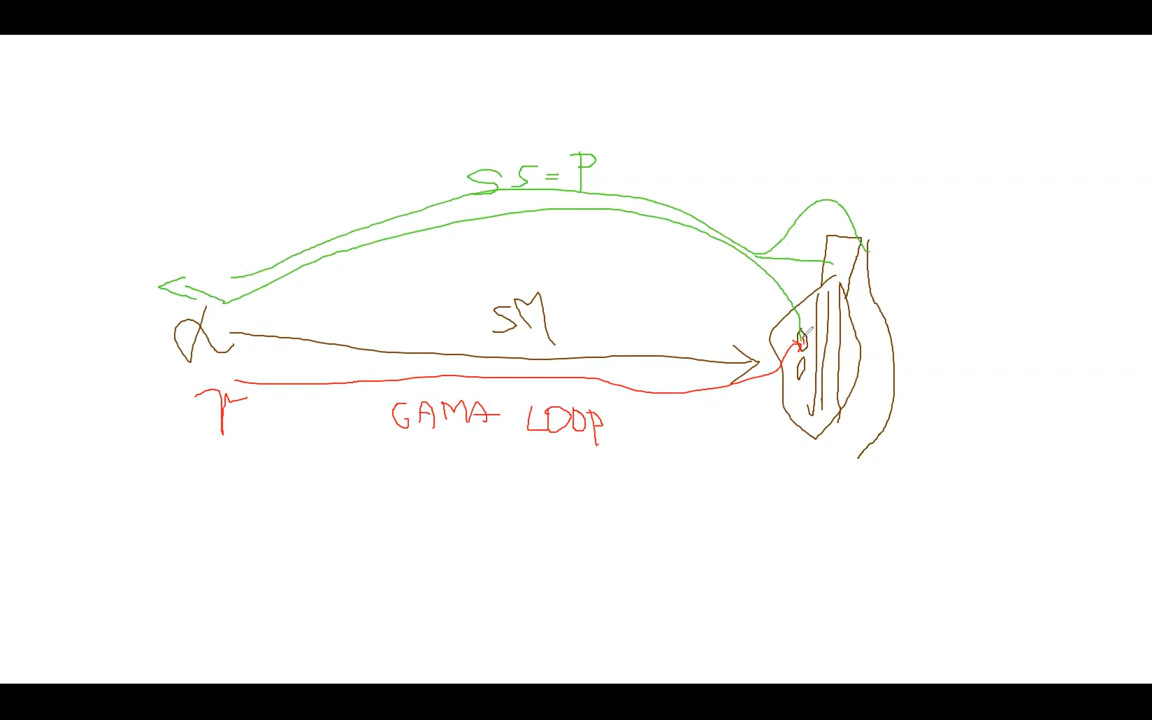 SS = P
SM
α
γ
GAMA LOOP